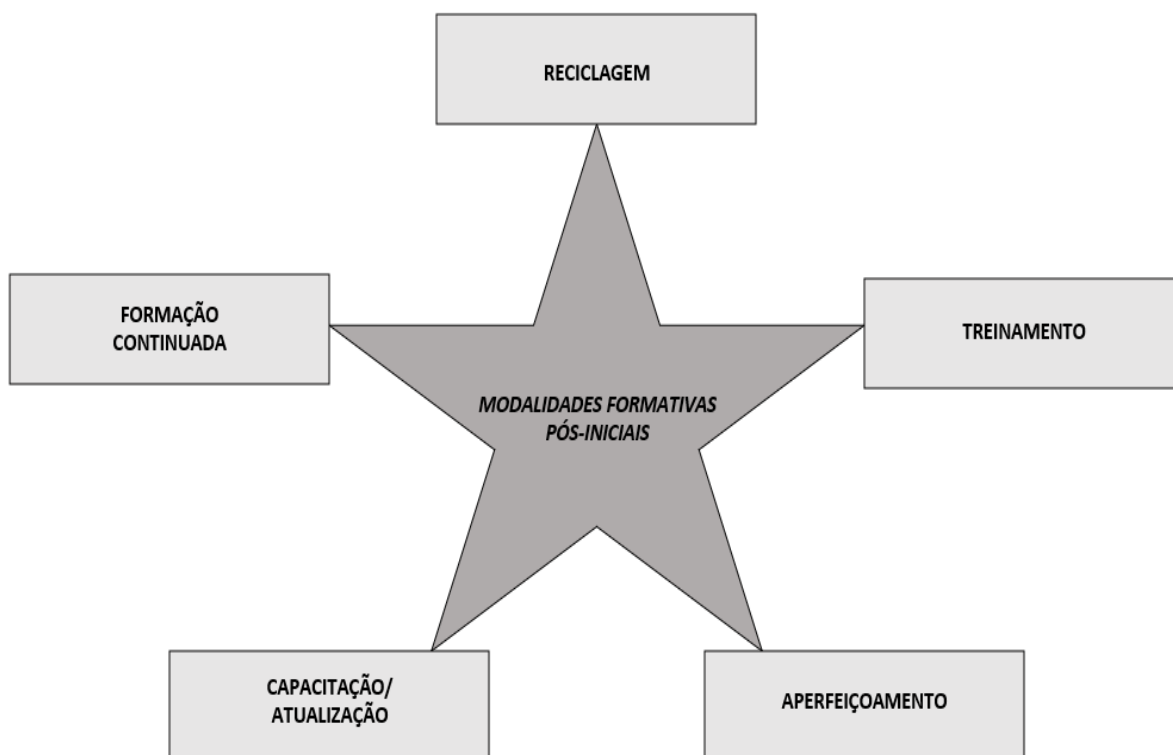 RECICLAGEM
FORMAÇÃO
CONTINUADA
TREINAMENTO
MODALIDADES FORMATIVAS
PÓS-INICIAIS
CAPACITAÇÃO/
ATUALIZAÇÃO
APERFEIÇOAMENTO